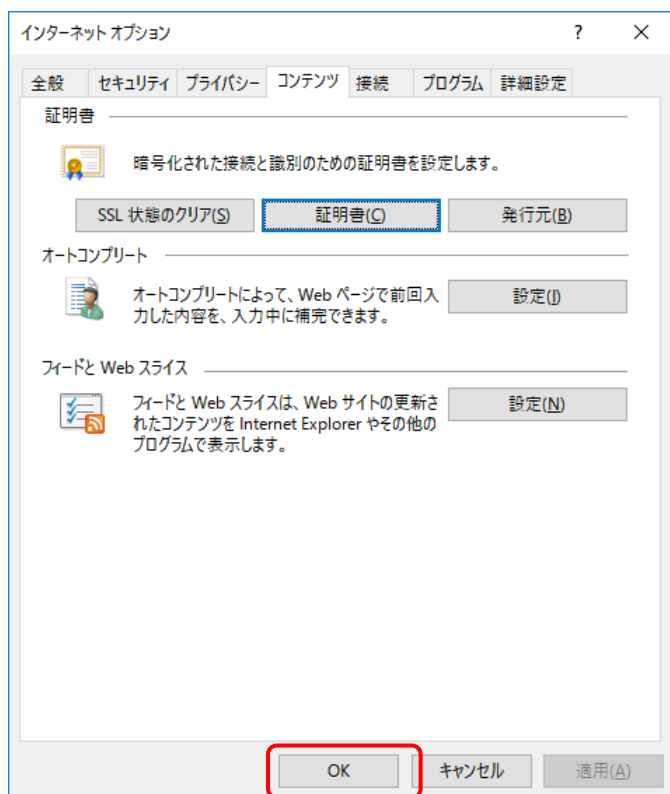 インターネット オプション ?
全般 セキュリティ プライバシー コンテンツ 接続 プログラム 詳細設定
証明書
暗号化された接続と識別のための証明書を設定します。
SSL 状態のクリア(S) 証明書(C) 発行元(B)
オートコンプリート
オートコンプリートによって、Web ページで前回入
力した内容を、入力中に補完できます。
設定(I)
フィードと Web スライス
フィードと Web スライスは、Web サイトの更新さ
れたコンテンツを Internet Explorer やその他の
プログラムで表示します。
設定(N)
OK キャンセル 適用(A)